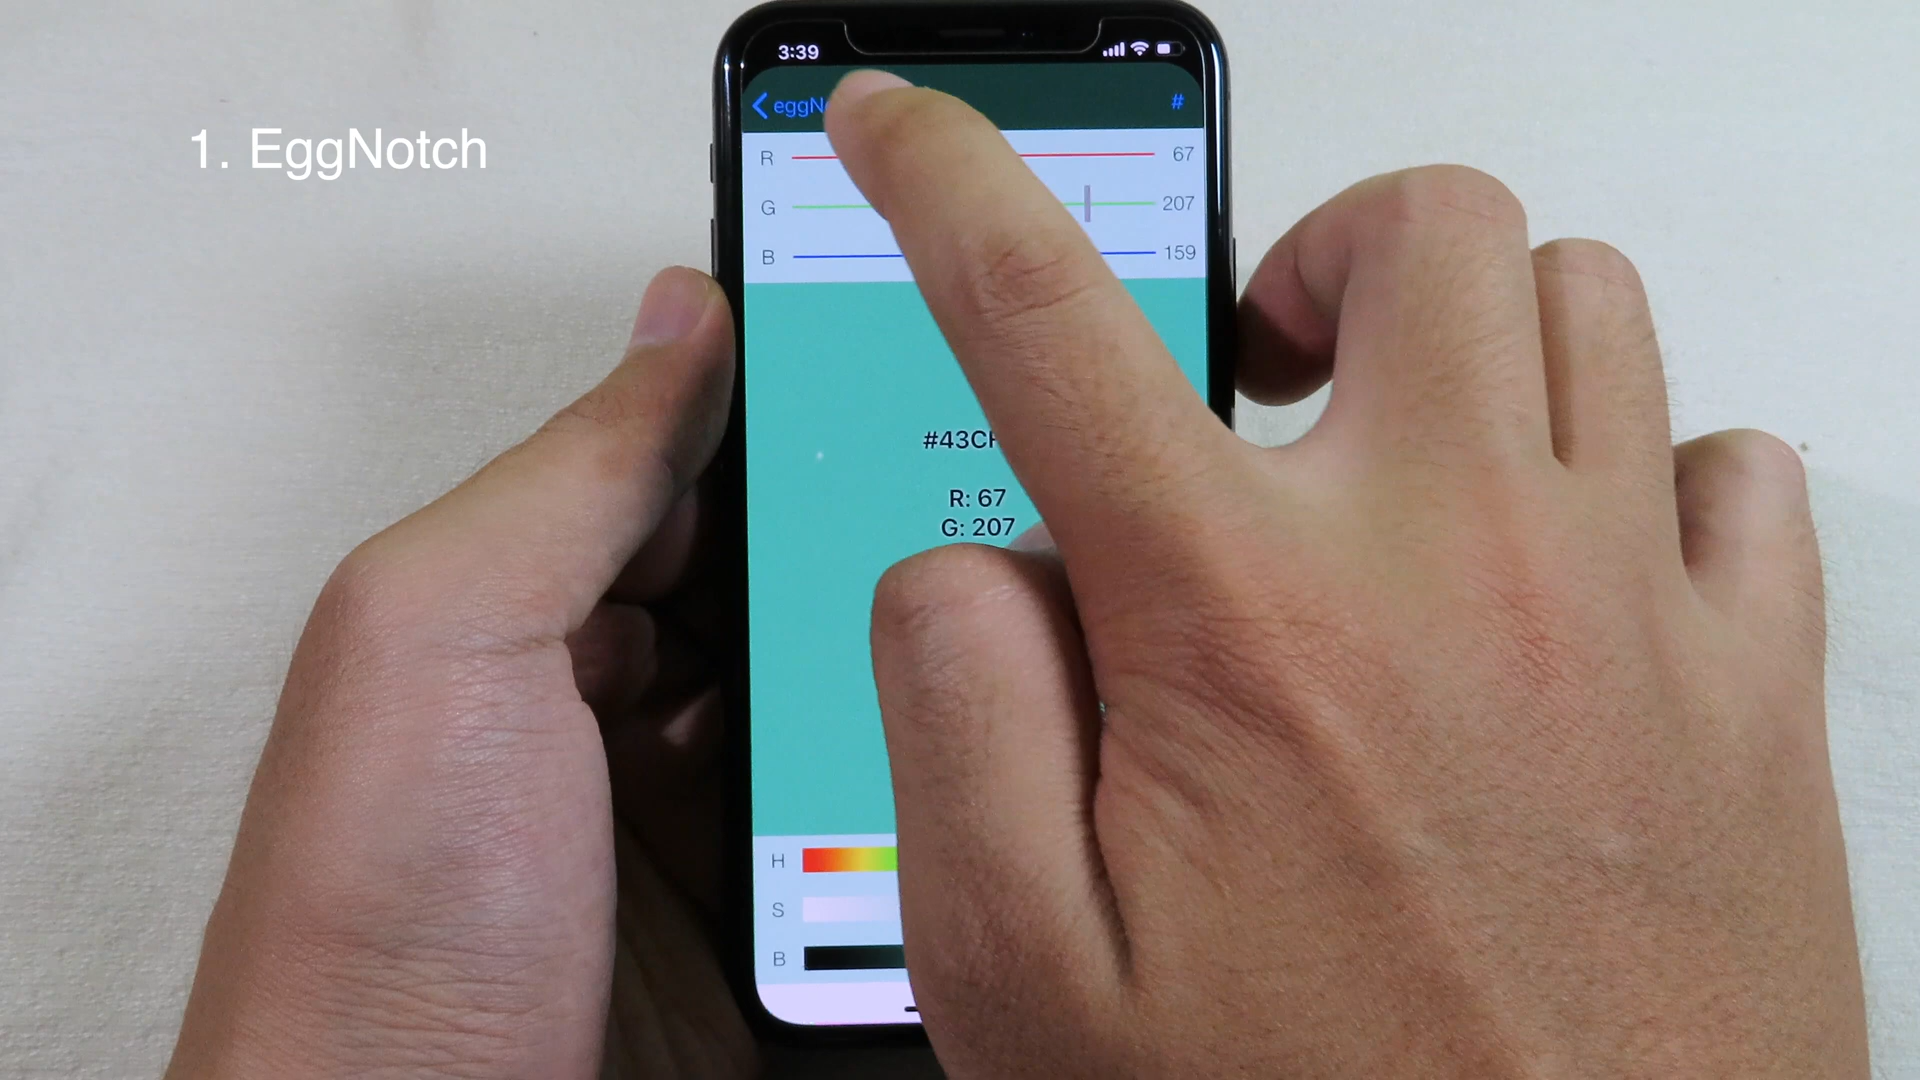 1. EggNotch
3:39
#
R 67
G 207
B 159
R: 67
G: 207
H
S
B